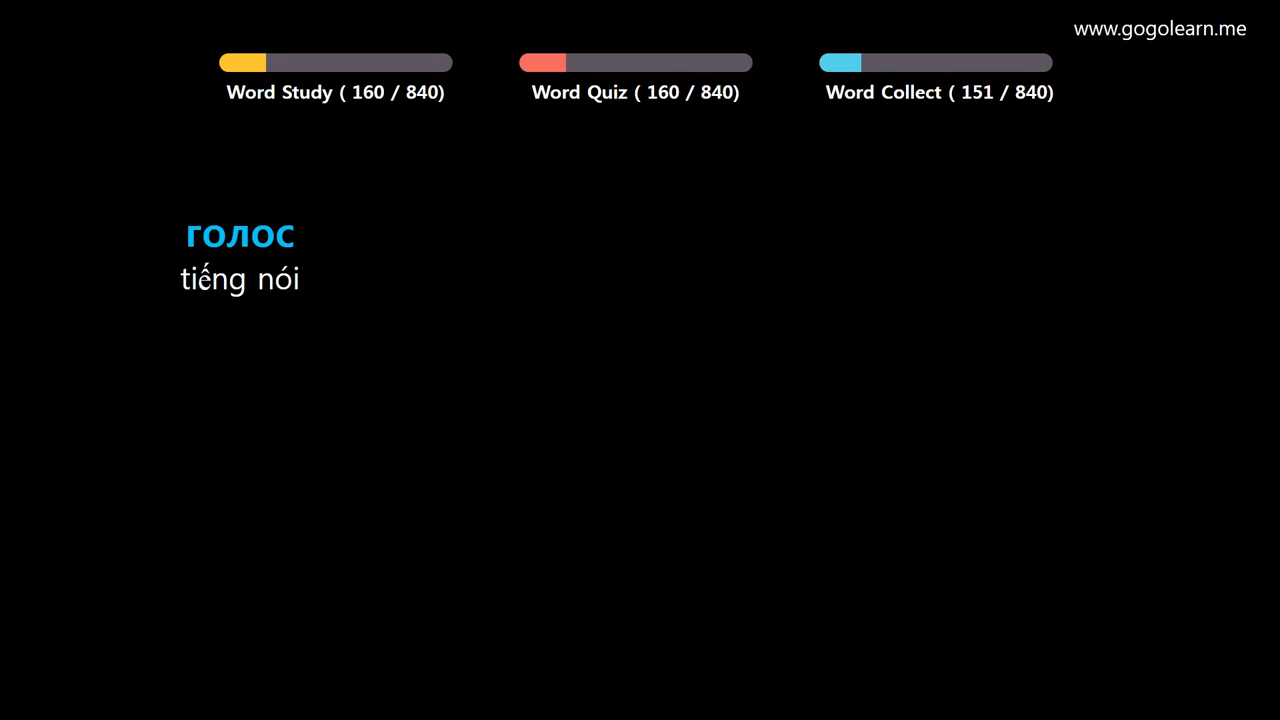 www.gogolearn.me
Word Study ( 160 / 840)
Word Quiz ( 160 / 840)
Word Collect ( 151 / 840)
голос
tiếng nói